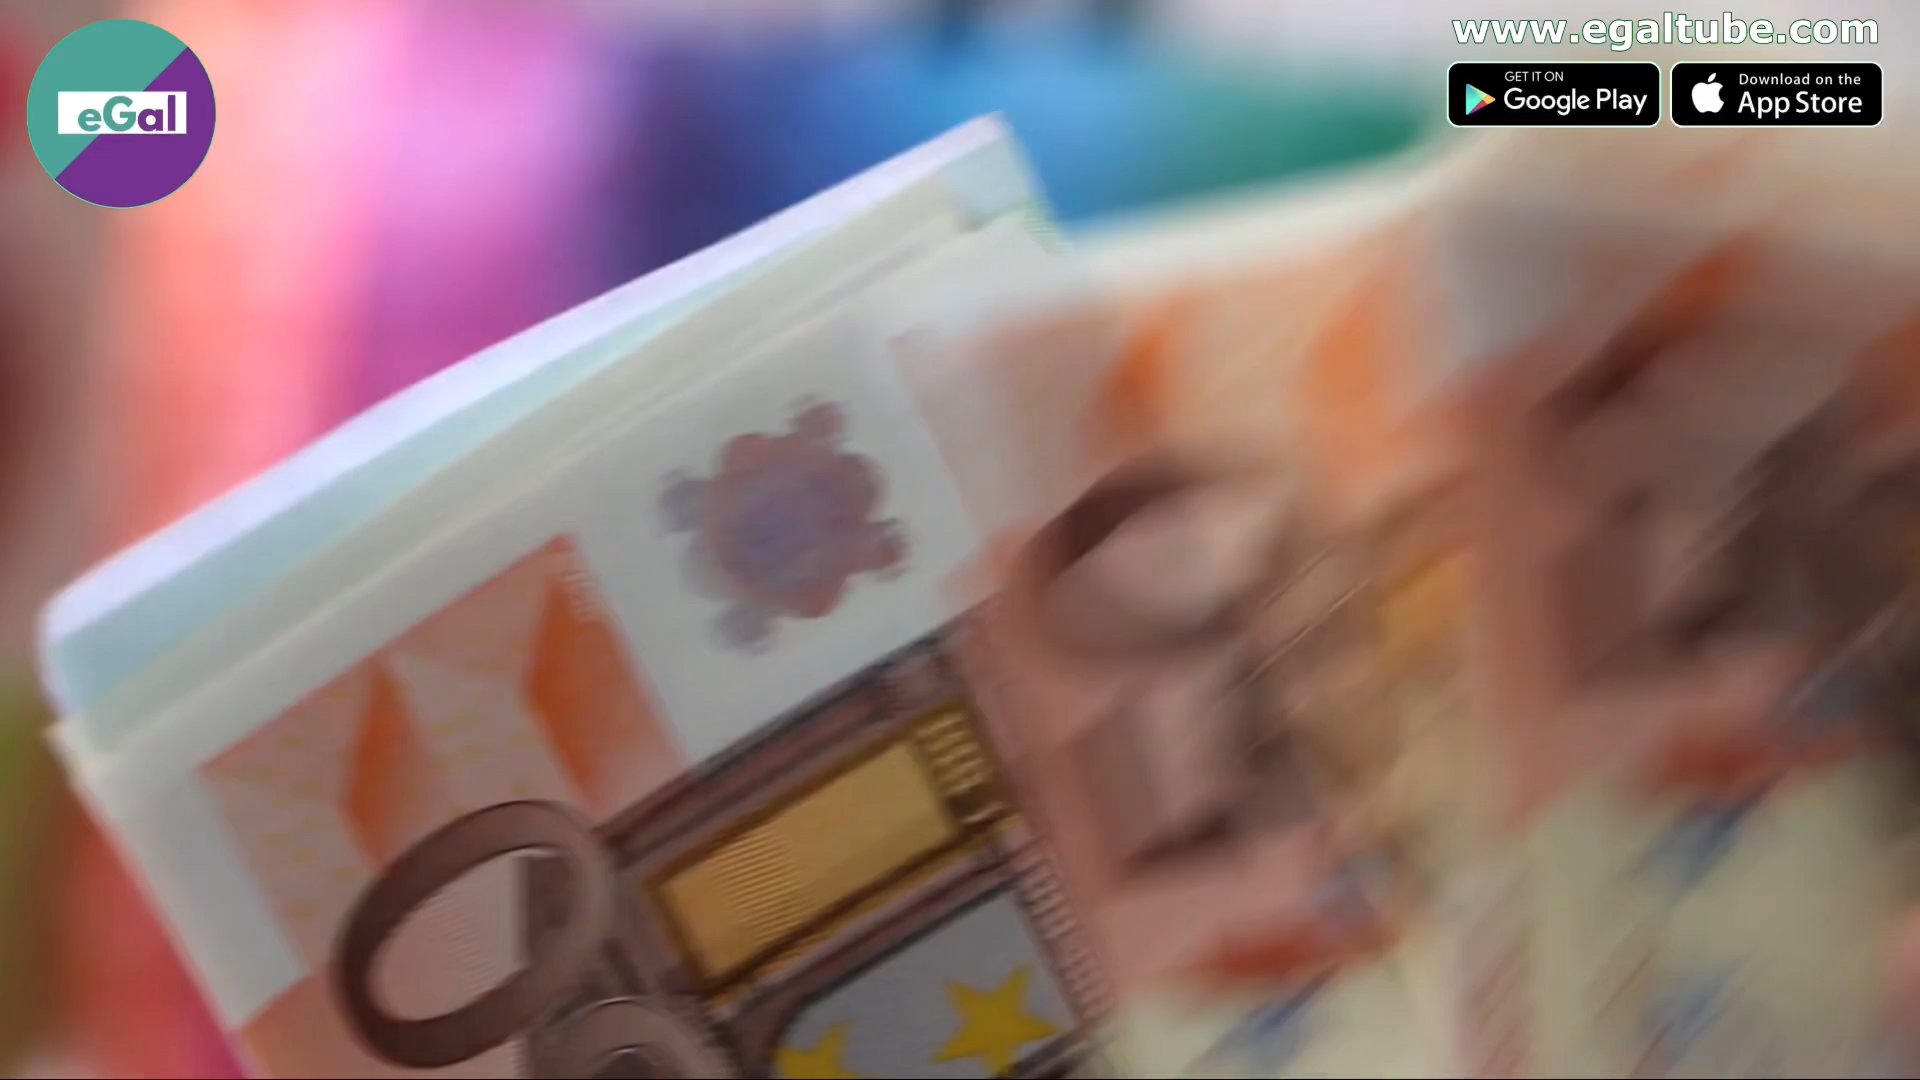 eGal
www.egaltube.com
GET IT ON
Google Play
Download on the
App Store